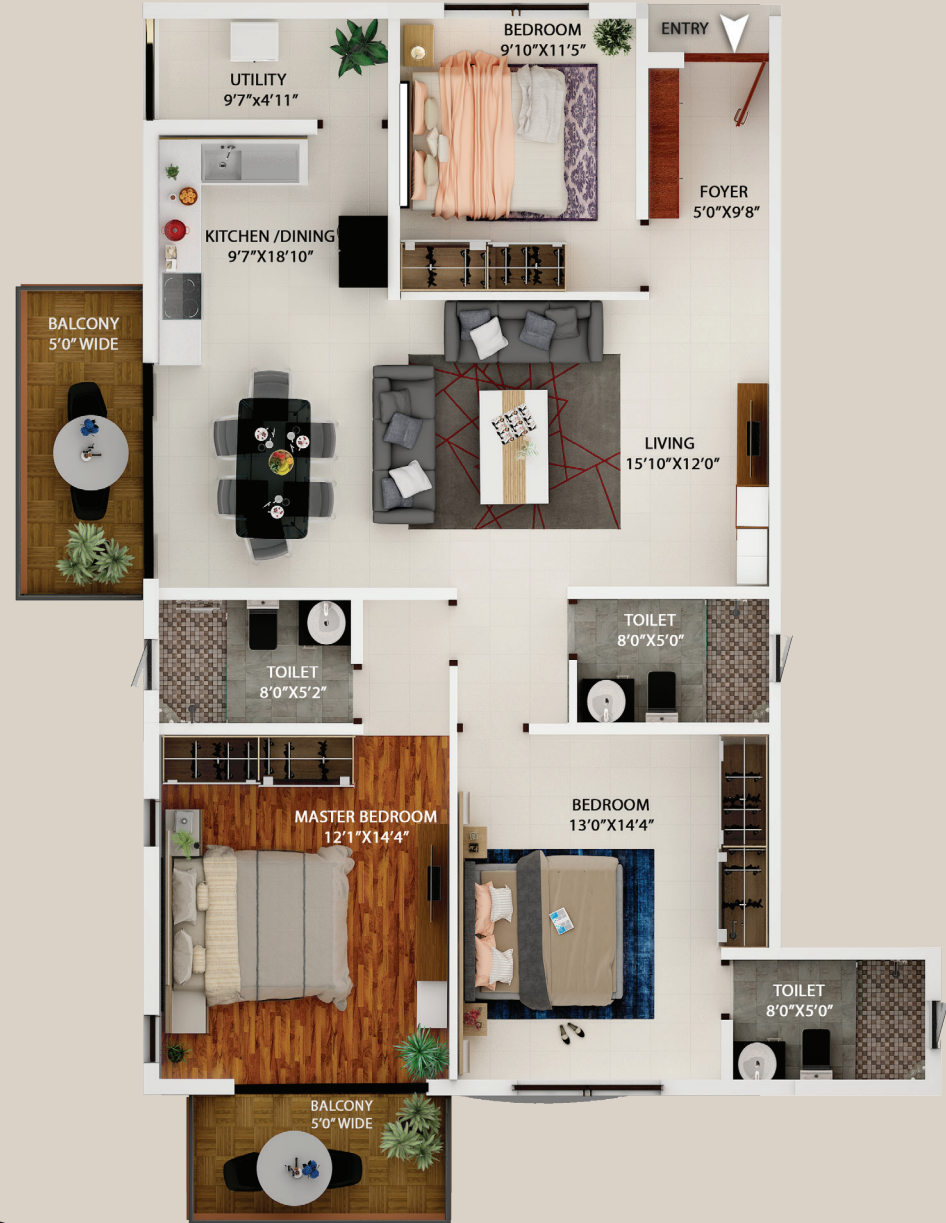 BEDROOM
9'10"X11'5"
ENTRY
UTILITY
9'7"x4'11"
FOYER
5'0"X9'8"
KITCHEN /DINING
9'7"X18'10"
BALCONY
5'0" WIDE
LIVING
15'10"X12'0"
TOILET
8'0"X5'0"
TOILET
8'0"X5'2"
MASTER BEDROOM
12'1"X14'4"
BEDROOM
13'0"X14'4"
TOILET
8'0"X5'0"
BALCONY
5'0" WIDE